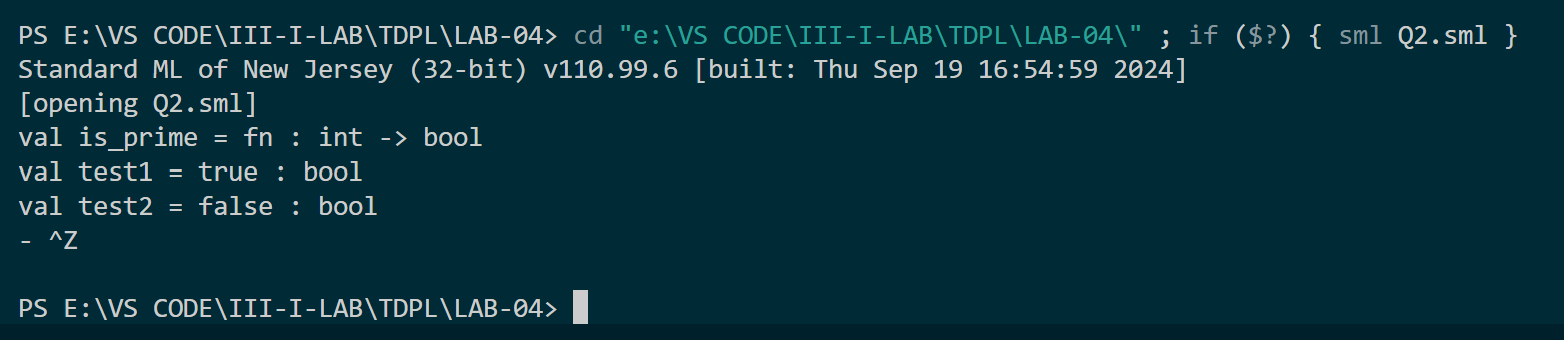 PS E:\VS CODE\III-I-LAB\TDPL\LAB-04> cd "e:\VS CODE\III-I-LAB\TDPL\LAB-04\" ; if ($?) { sml Q2.sml }
Standard ML of New Jersey (32-bit) v110.99.6 [built: Thu Sep 19 16:54:59 2024]
[opening Q2.sml]
val is_prime = fn : int -> bool
val test1 = true : bool
val test2 = false : bool
- ^Z
PS E:\VS CODE\III-I-LAB\TDPL\LAB-04>